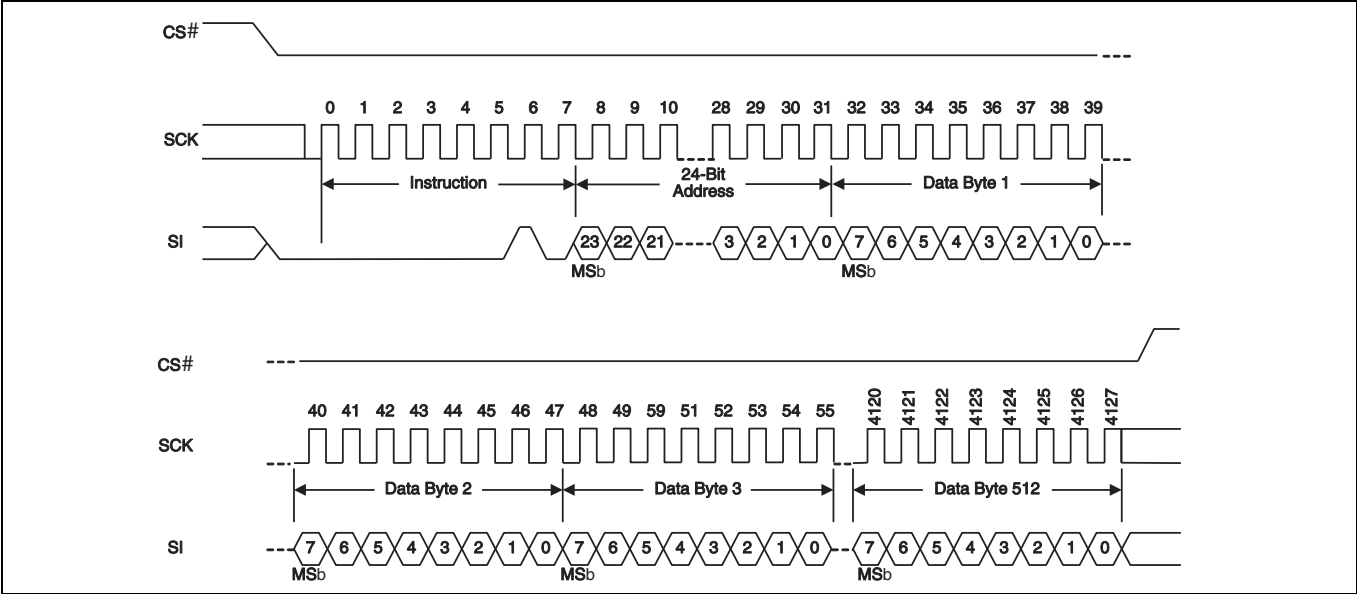 CS#
0 1 2 3 4 5 6 7 8 9 10 28 29 30 31 32 33 34 35 36 37 38 39
SCK
Instruction 24-Bit Address Data Byte 1
SI 23 22 21 3 2 1 0 7 6 5 4 3 2 1 0
MSb MSb
CS#
40 41 42 43 44 45 46 47 48 49 59 51 52 53 54 55 4120 4121 4122 4123 4124 4125 4126 4127
SCK
Data Byte 2 Data Byte 3 Data Byte 512
SI 7 6 5 4 3 2 1 0 7 6 5 4 3 2 1 0 7 6 5 4 3 2 1 0
MSb MSb MSb